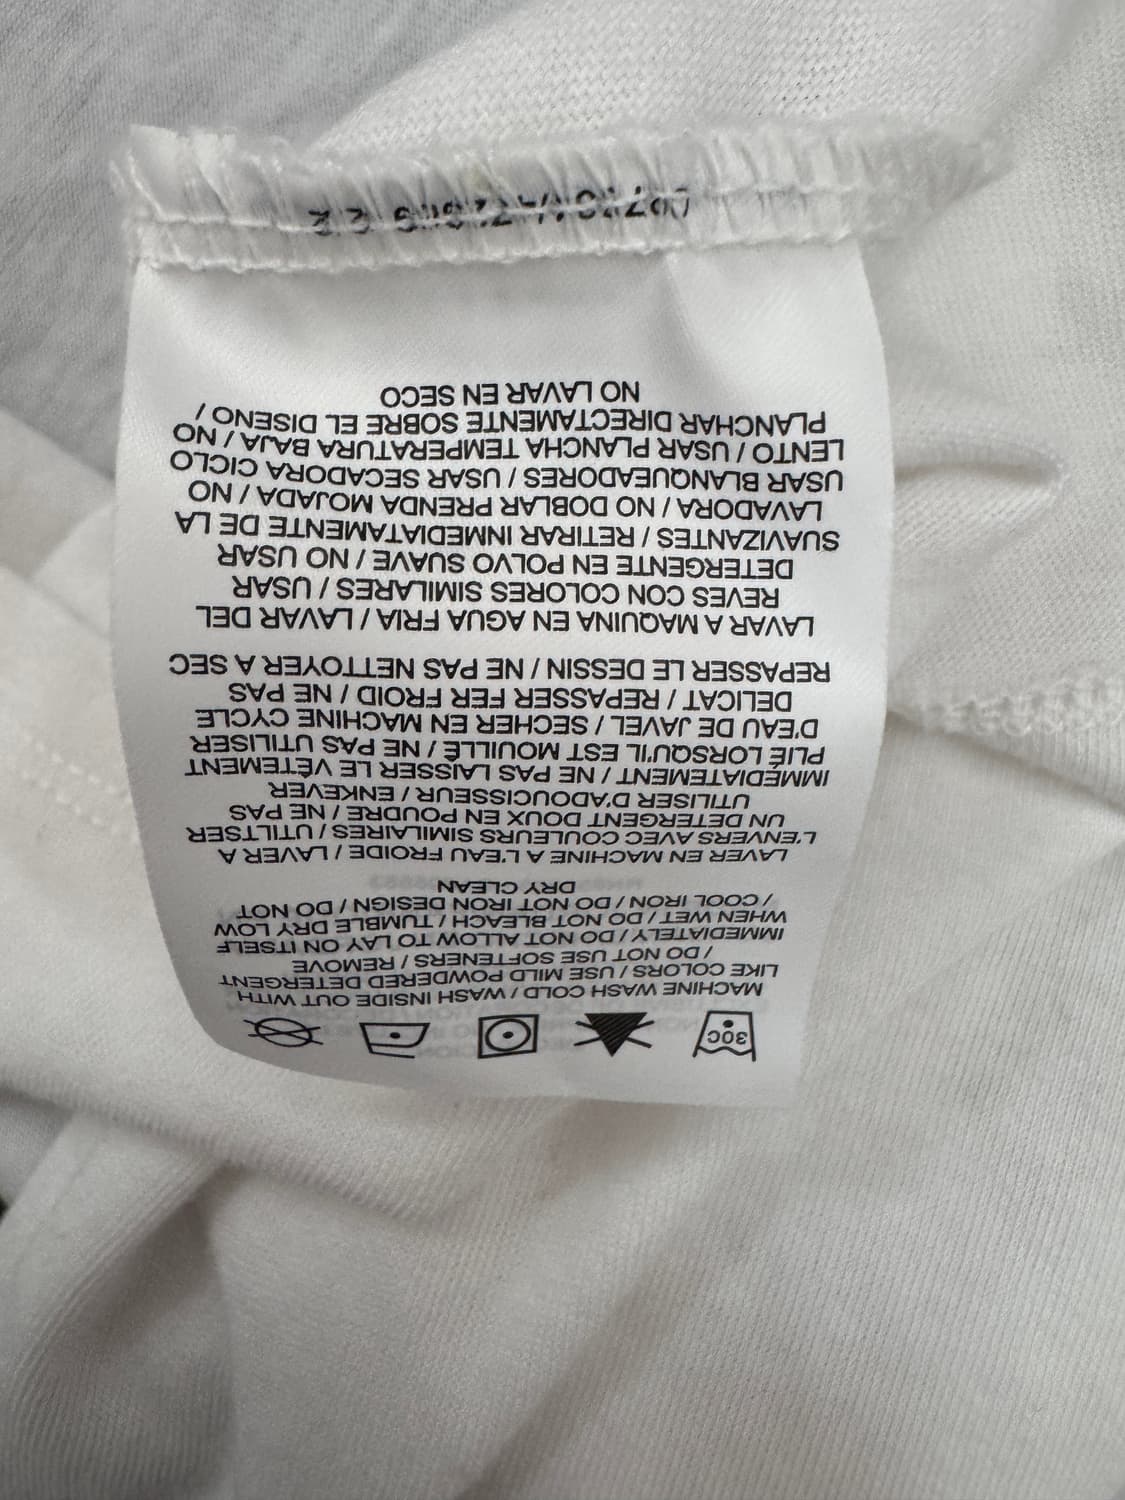 30C
MACHINE WASH COLD / WASH INSIDE OUT WITH
LIKE COLORS / USE MILD POWDERED DETERGENT
/ DO NOT USE SOFTENERS / REMOVE
IMMEDIATELY / DO NOT ALLOW TO LAY ON ITSELF
WHEN WET / DO NOT BLEACH / TUMBLE DRY LOW
/ COOL IRON / DO NOT IRON DESIGN / DO NOT
DRY CLEAN
LAVER EN MACHINE A L'EAU FROIDE / LAVER A
L'ENVERS AVEC COULEURS SIMILAIRES / UTILTSER
UN DETERGENT DOUX EN POUDRE / NE PAS
UTILISER D'ADOUCISSEUR / ENKEVER
IMMÉDIATEMENT / NE PAS LAISSER LE VÊTEMENT
PLIÉ LORSQU'IL EST MOUILLÉ / NE PAS UTILISER
D'EAU DE JAVEL / SECHER EN MACHINE CYCLE
DELICAT / REPASSER FER FROID / NE PAS
REPASSER LE DESSIN / NE PAS NETTOYER A SEC
LAVAR A MAQUINA EN AGUA FRIA / LAVAR DEL
REVES CON COLORES SIMILARES / USAR
DETERGENTE EN POLVO SUAVE / NO USAR
SUAVIZANTES / RETIRAR INMEDIATAMENTE DE LA
LAVADORA / NO DOBLAR PRENDA MOJADA / NO
USAR BLANQUEADORES / USAR SECADORA CICLO
LENTO / USAR PLANCHA TEMPERATURA BAJA / NO
PLANCHAR DIRECTAMENTE SOBRE EL DISENO /
NO LAVAR EN SECO